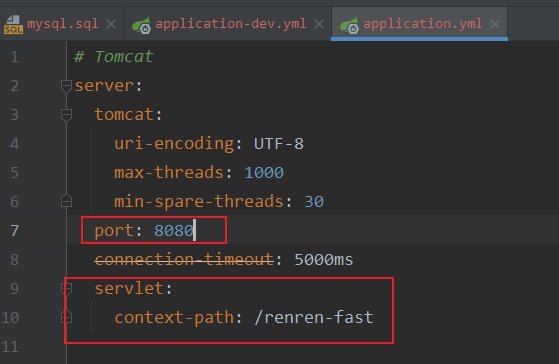 mysql.sql application-dev.yml application.yml
1 # Tomcat
2 server:
3 tomcat:
4 uri-encoding: UTF-8
5 max-threads: 1000
6 min-spare-threads: 30
7 port: 8080
8 connection-timeout: 5000ms
9 servlet:
10 context-path: /renren-fast
11